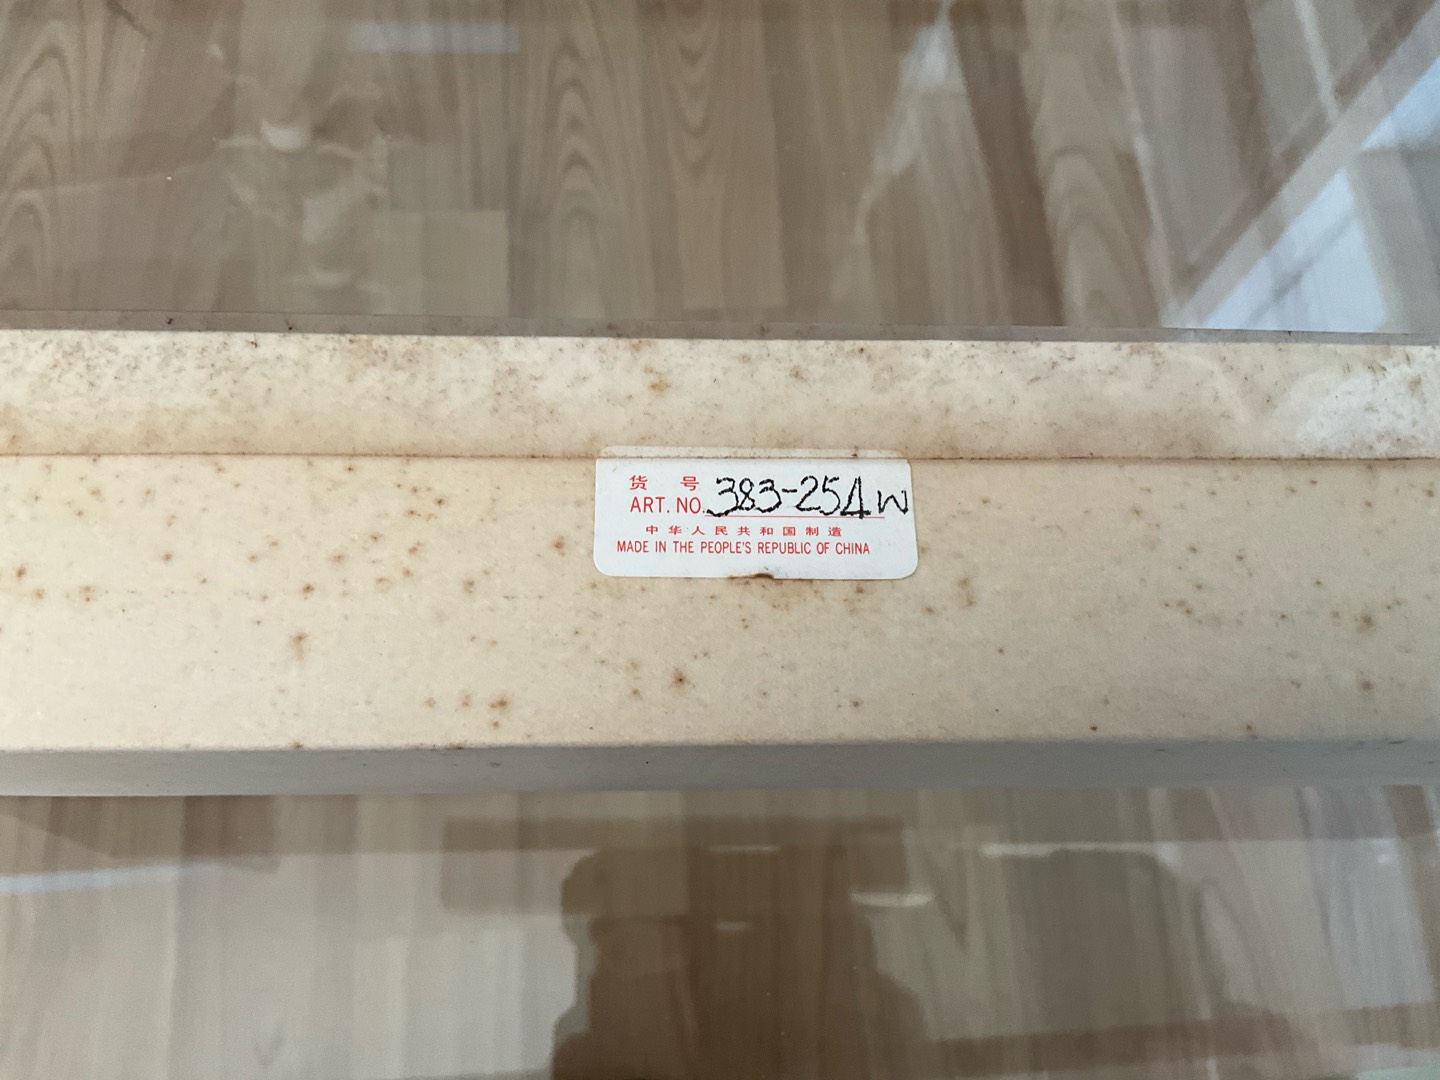 货 号
ART. NO. 383-254W
中华人民共和国制造
MADE IN THE PEOPLE'S REPUBLIC OF CHINA